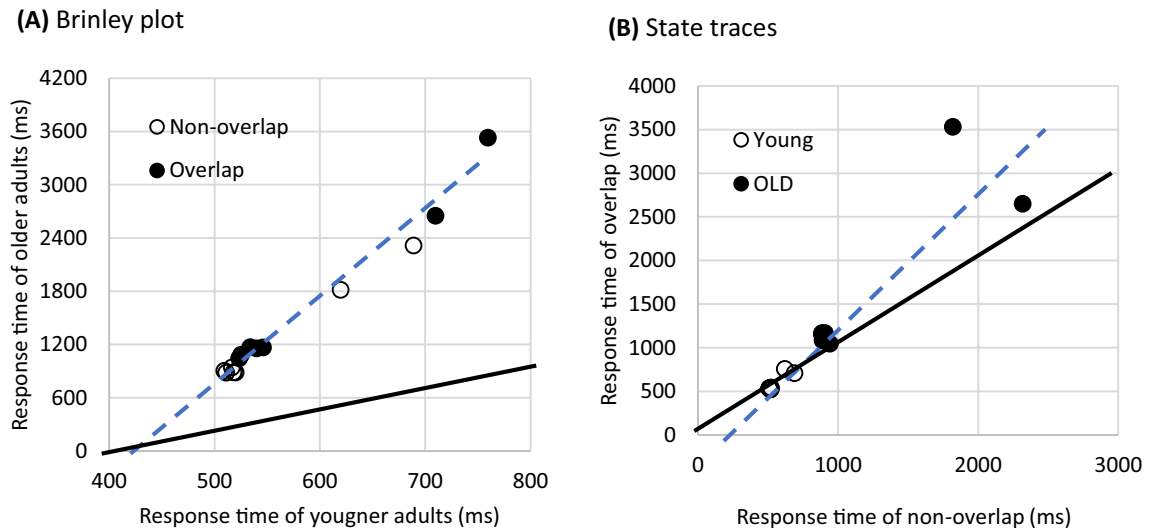 (A) Brinley plot
4200
3600
3000
2400
1800
1200
600
0
400
500
600
700
800
Non-overlap
Overlap
Response time of older adults (ms)
Response time of yougner adults (ms)
(B) State traces
4000
3500
3000
2500
2000
1500
1000
500
0
0
1000
2000
3000
Young
OLD
Response time of overlap (ms)
Response time of non-overlap (ms)